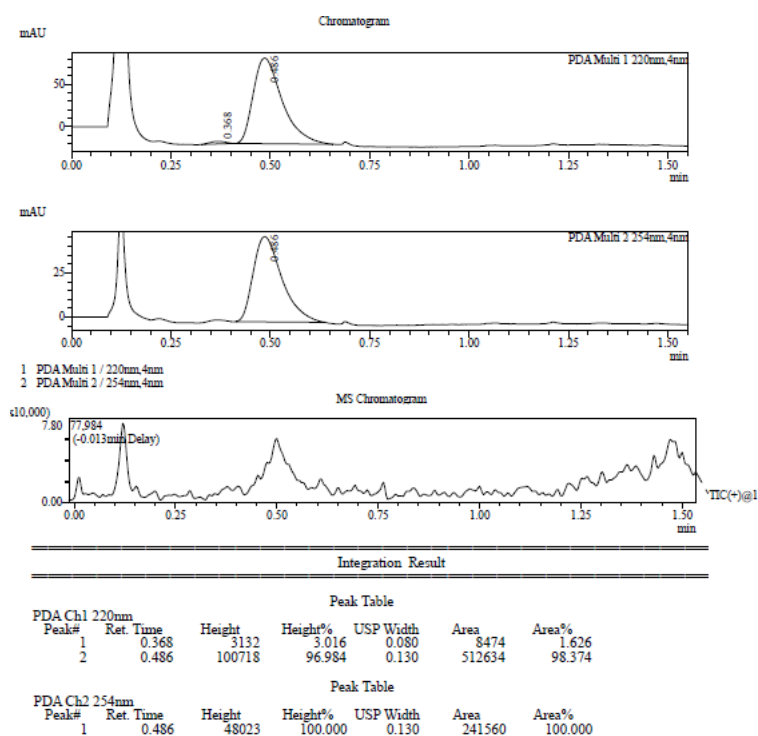 Chromatogram
mAU
PDA Multi 1 220nm,4nm
0.486
50
0.368
0
0.00 0.25 0.50 0.75 1.00 1.25 1.50
min
mAU
PDA Multi 2 254nm,4nm
0.486
25
0
0.00 0.25 0.50 0.75 1.00 1.25 1.50
min
1 PDA Multi 1 / 220nm,4nm
2 PDA Multi 2 / 254nm,4nm
MS Chromatogram
x10,000)
7.80 77,984
(-0.013min Delay)
0.00
TIC(+)@1
0.00 0.25 0.50 0.75 1.00 1.25 1.50
min
Integration Result
Peak Table
PDA Ch1 220nm
Peak# Ret. Time Height Height% USP Width Area Area%
1 0.368 3132 3.016 0.080 8474 1.626
2 0.486 100718 96.984 0.130 512634 98.374
Peak Table
PDA Ch2 254nm
Peak# Ret. Time Height Height% USP Width Area Area%
1 0.486 48023 100.000 0.130 241560 100.000